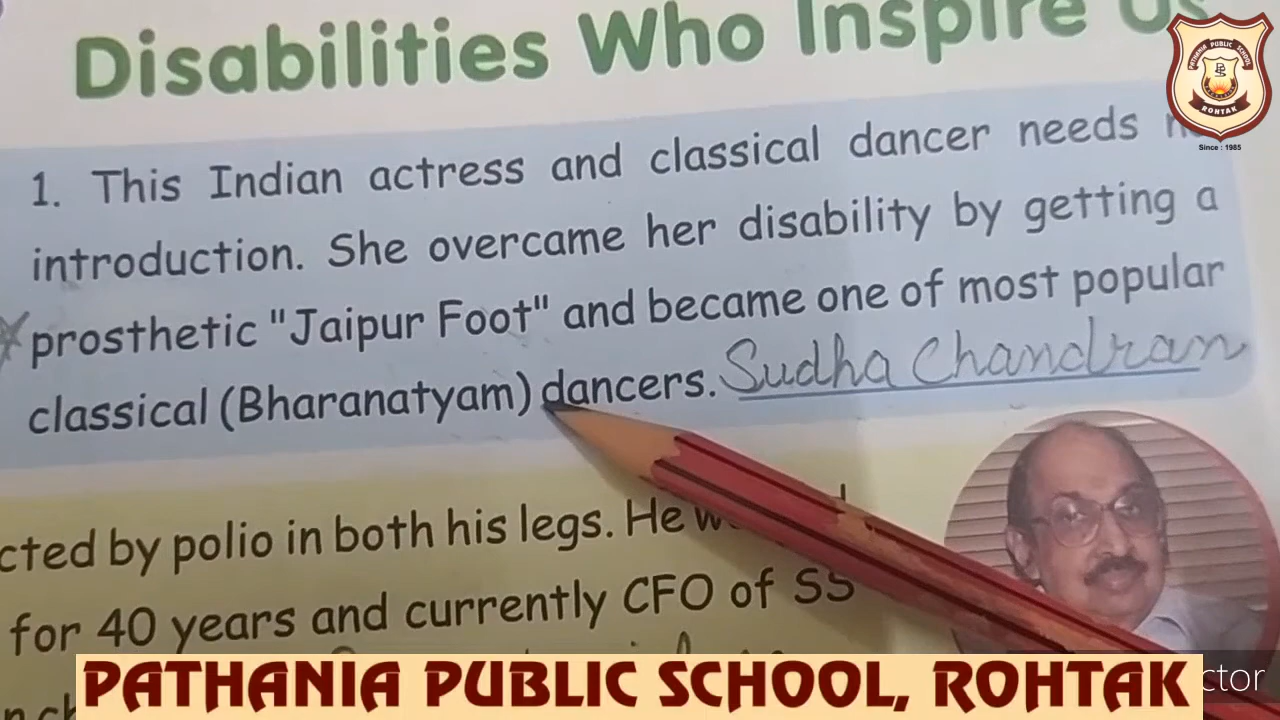 Disabilities Who Inspire Us
PATHANIA PUBLIC SCHOOL
ROHTAK
Since : 1985
1. This Indian actress and classical dancer needs
introduction. She overcame her disability by getting a
prosthetic "Jaipur Foot" and became one of most popular
classical (Bharanatyam) dancers. Sudha Chandran
cted by polio in both his legs. He
for 40 years and currently CFO of SS
PATHANIA PUBLIC SCHOOL, ROHTAK
ctor